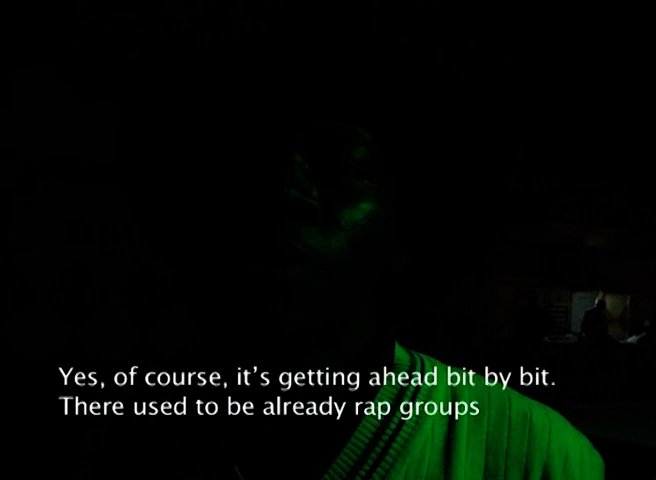 Yes, of course, it's getting ahead bit by bit.
There used to be already rap groups